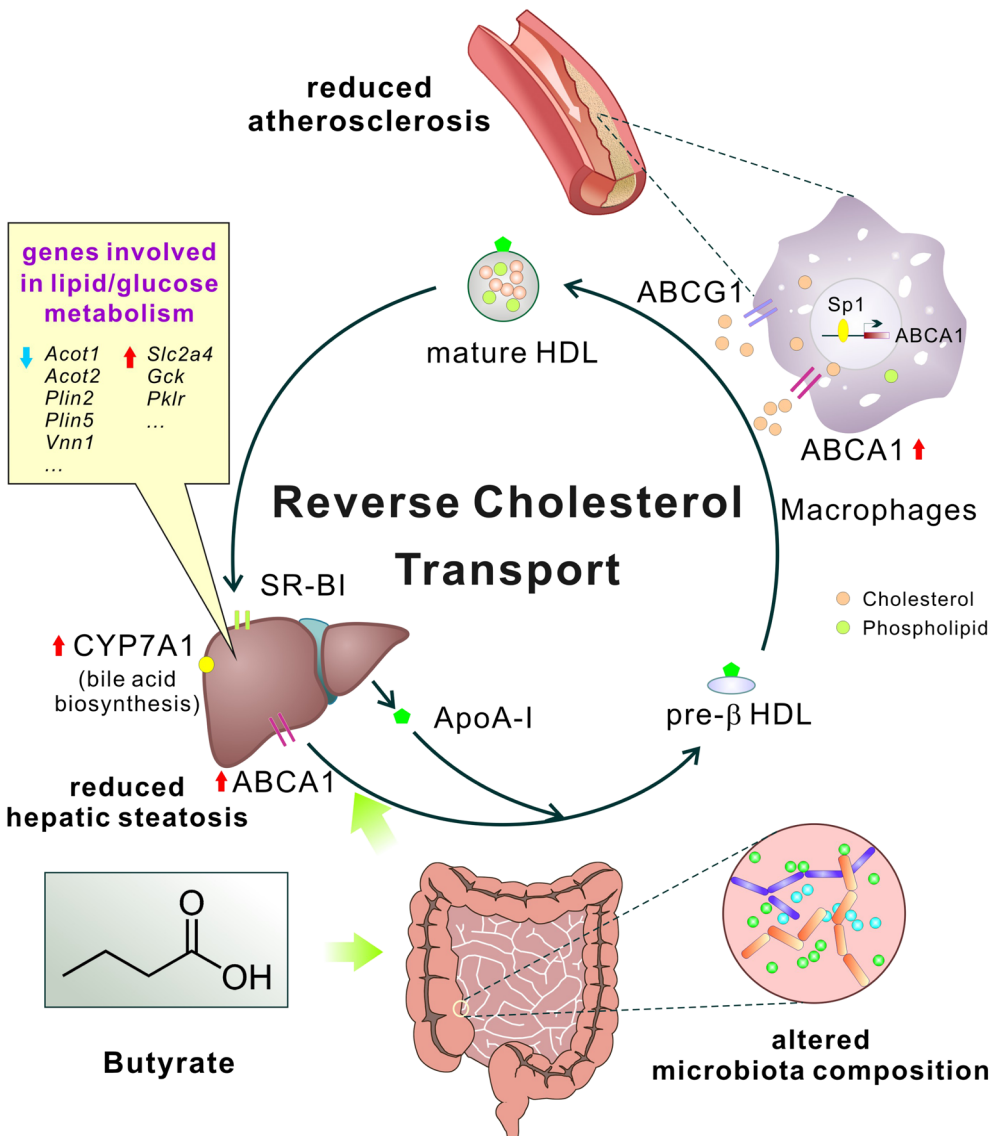 reduced
atherosclerosis
genes involved
in lipid/glucose
metabolism
Acot1
Acot2
Plin2
Plin5
Vnn1
...
Slc2a4
Gck
Pklr
...
mature HDL
ABCG1
Sp1
ABCA1
ABCA1
Macrophages
Reverse Cholesterol
Transport
Cholesterol
Phospholipid
SR-BI
CYP7A1
(bile acid
biosynthesis)
ApoA-I
pre-β HDL
ABCA1
reduced
hepatic steatosis
O
OH
Butyrate
altered
microbiota composition